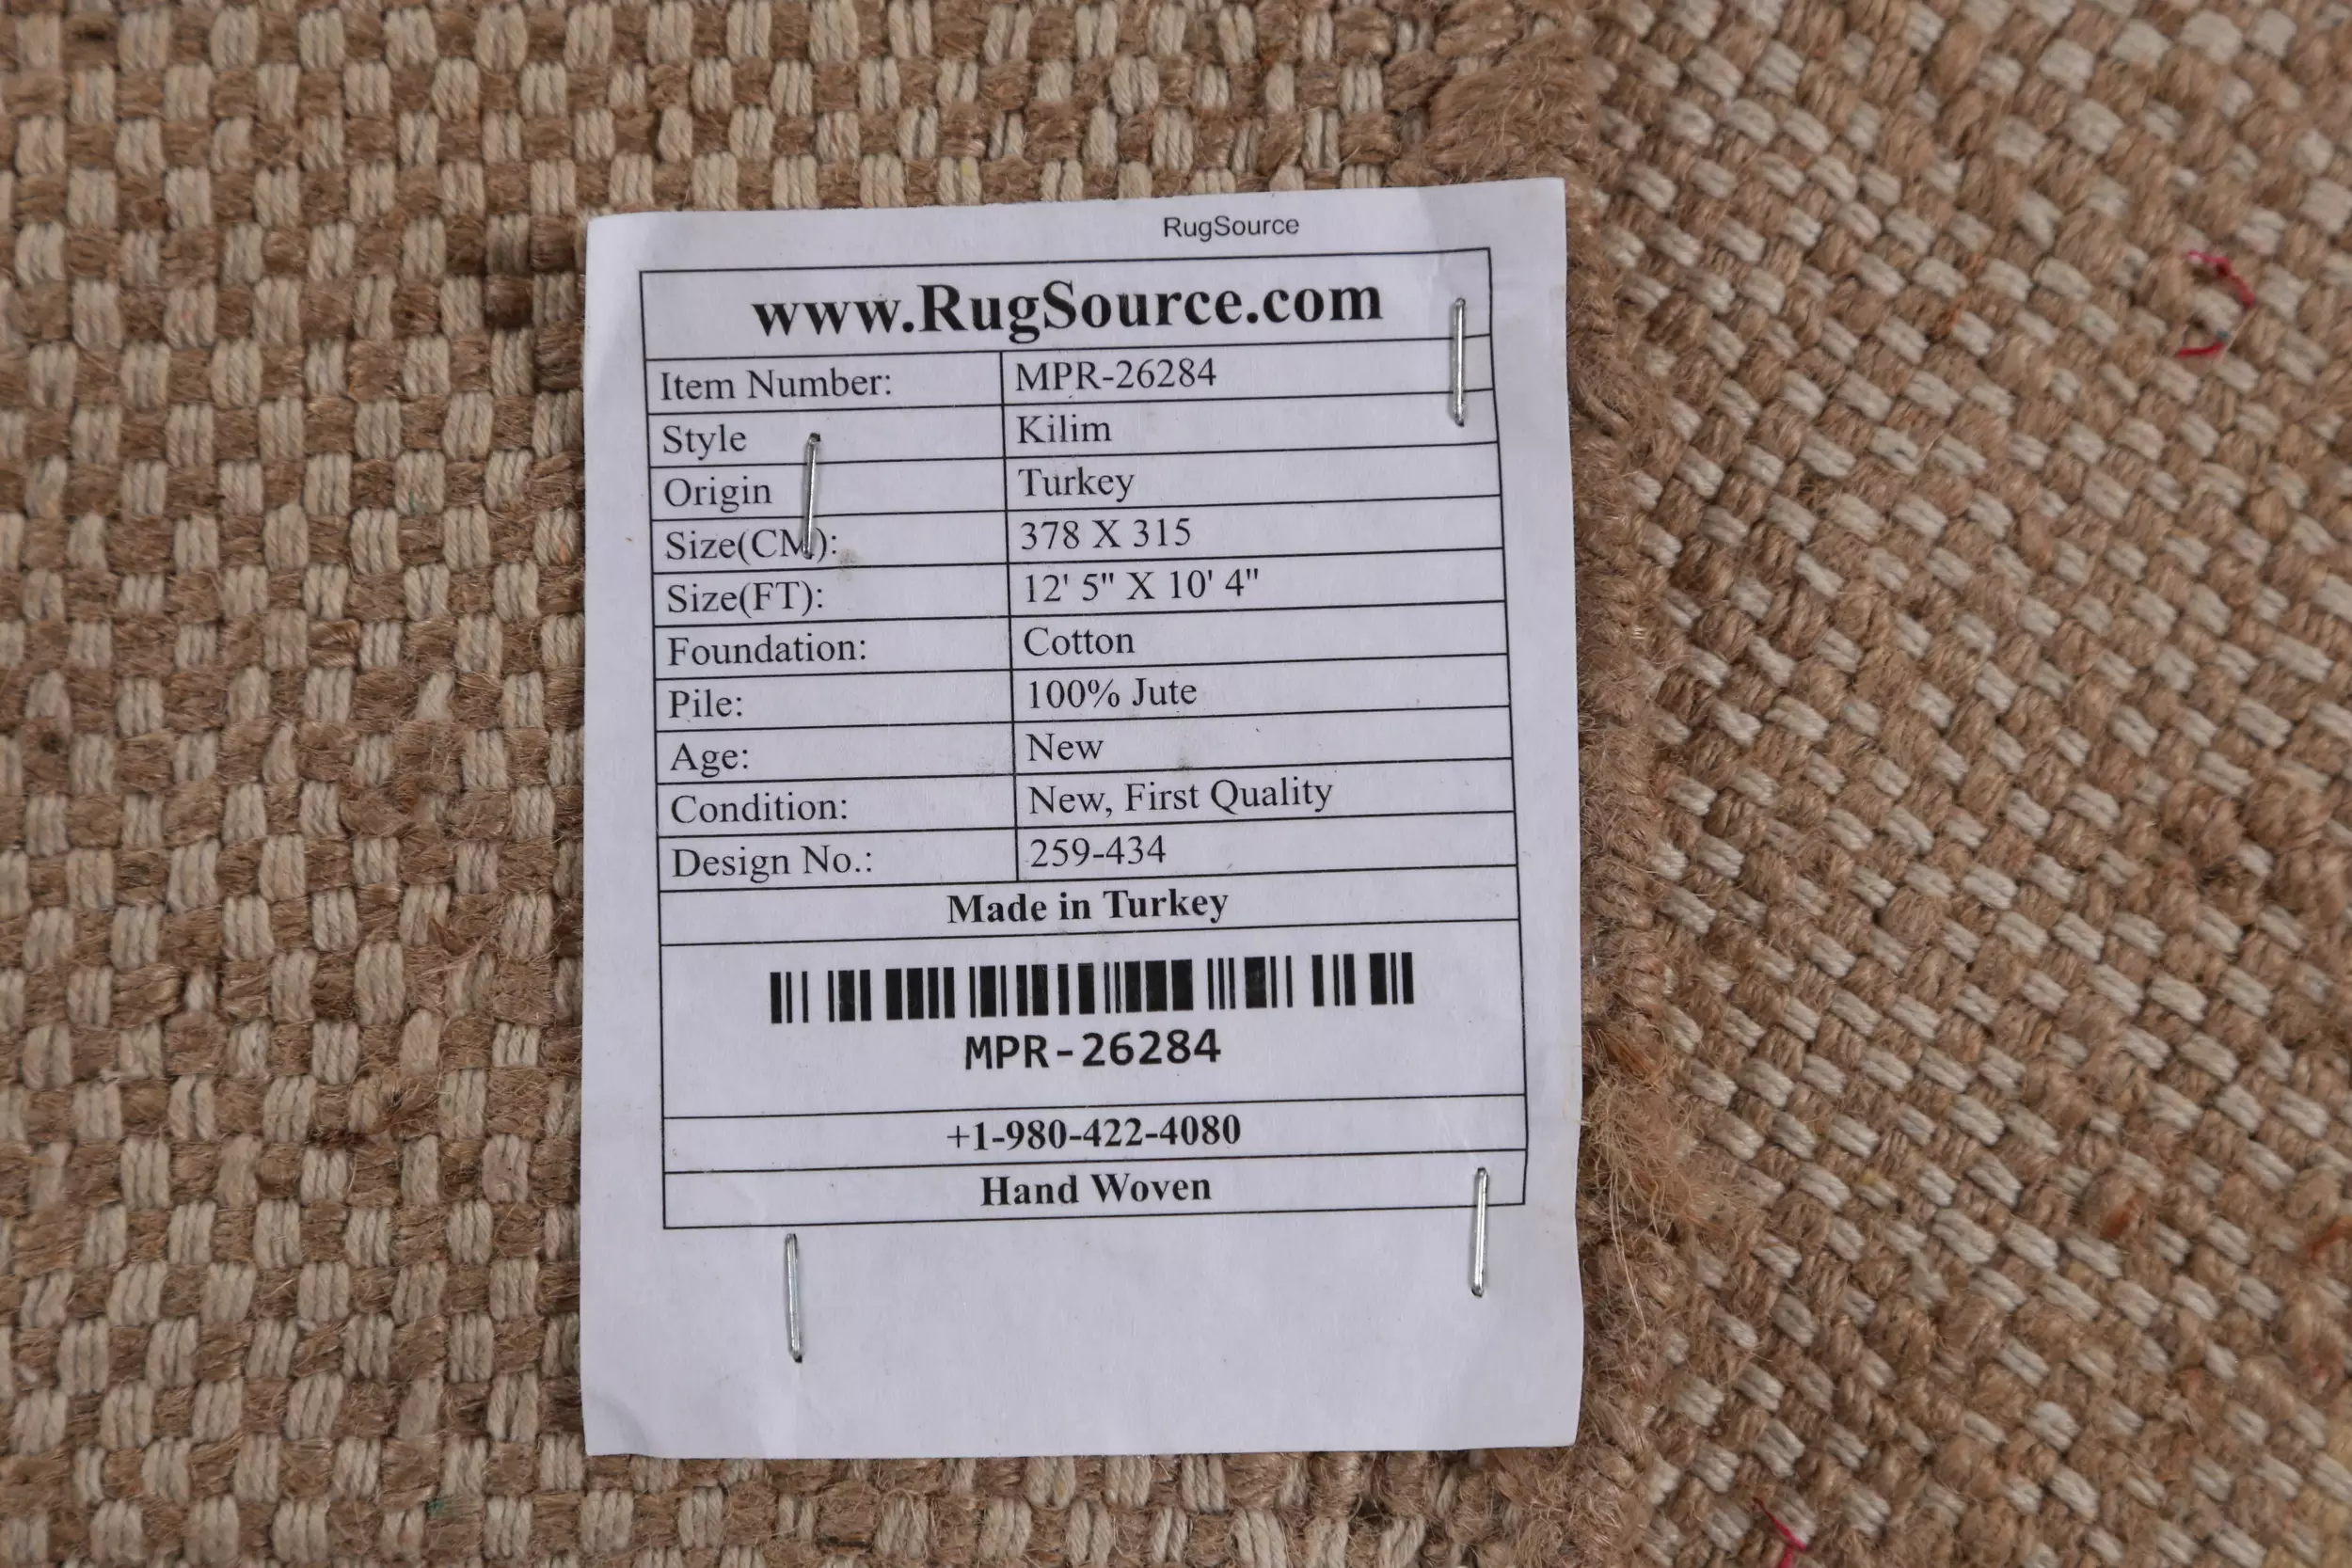 RugSource
www.RugSource.com
Item Number: MPR-26284
Style Kilim
Origin Turkey
Size(CM): 378 X 315
Size(FT): 12' 5" X 10' 4"
Foundation: Cotton
Pile: 100% Jute
Age: New
Condition: New, First Quality
Design No.: 259-434
Made in Turkey
MPR-26284
+1-980-422-4080
Hand Woven